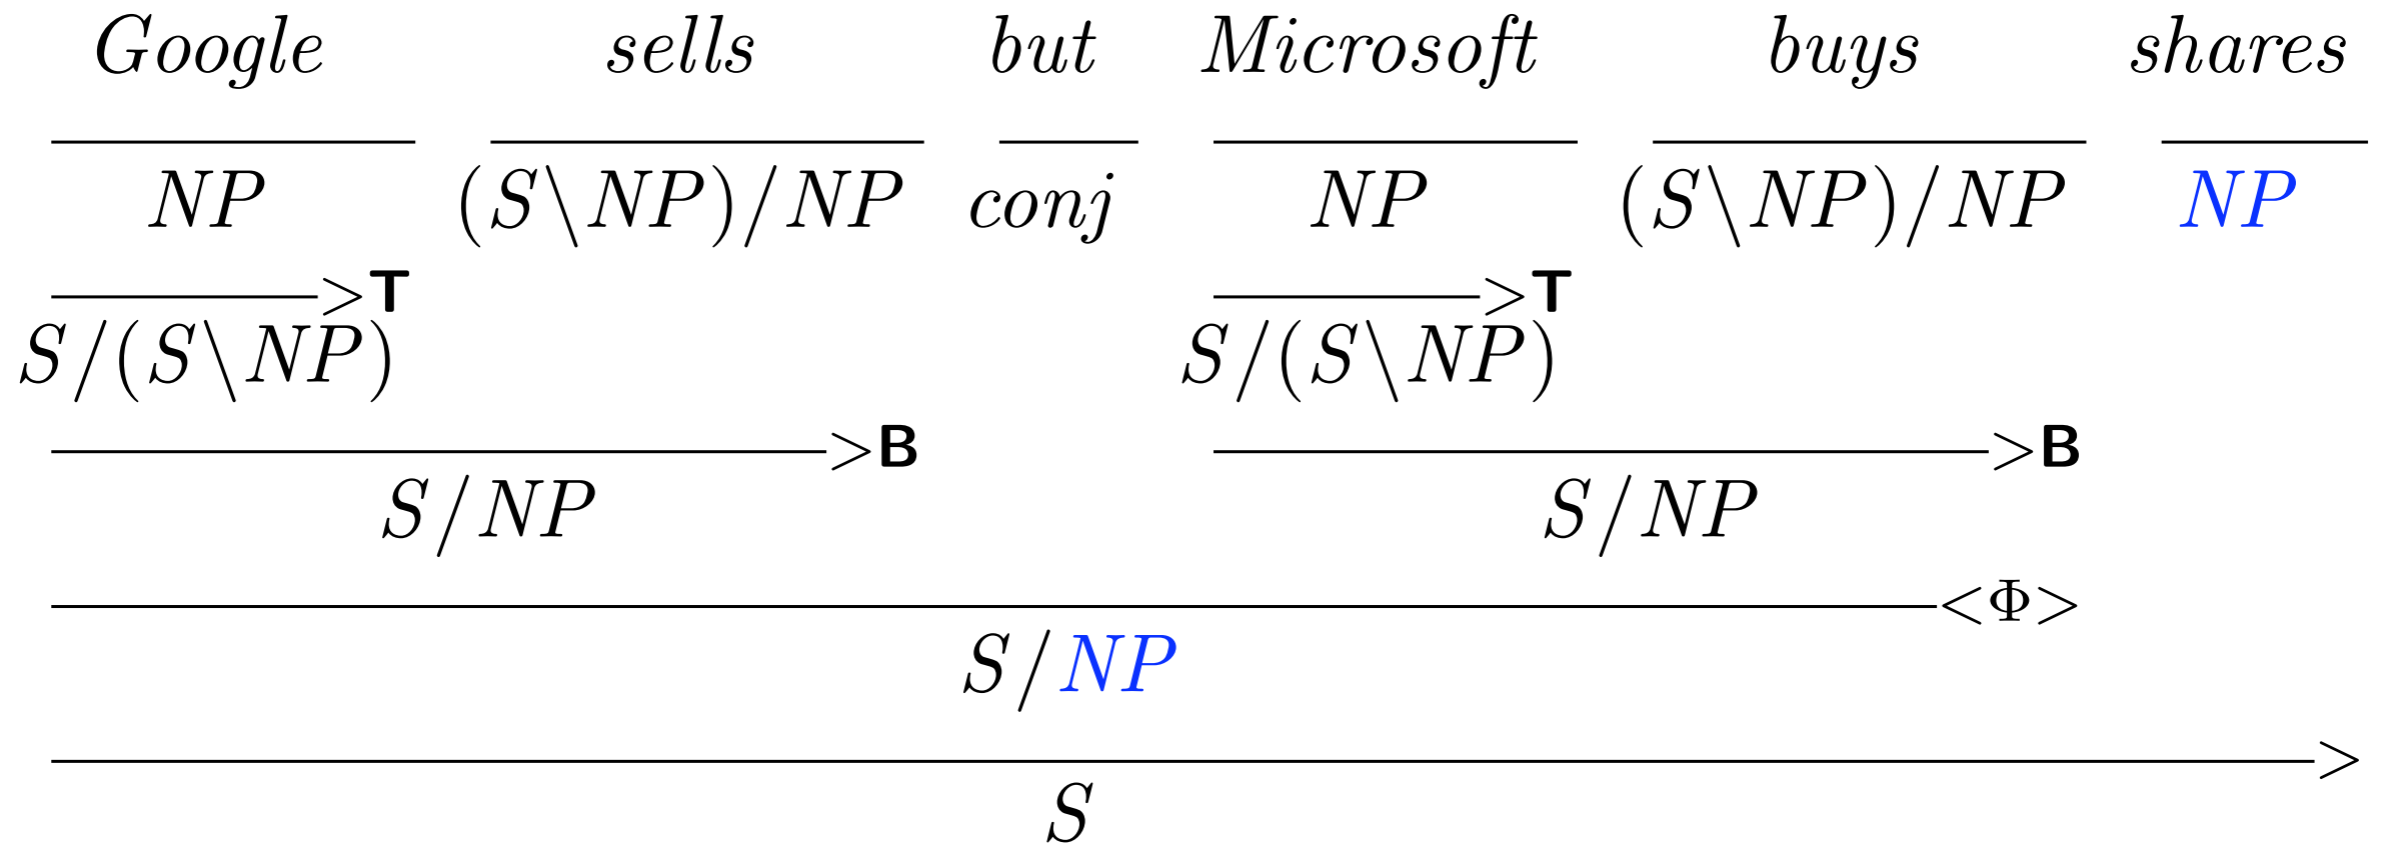 Google sells but Microsoft buys shares
NP (S\NP)/NP conj NP (S\NP)/NP NP
>T >T
S/(S\NP) S/(S\NP)
>B >B
S/NP S/NP
<Φ>
S/NP
>
S